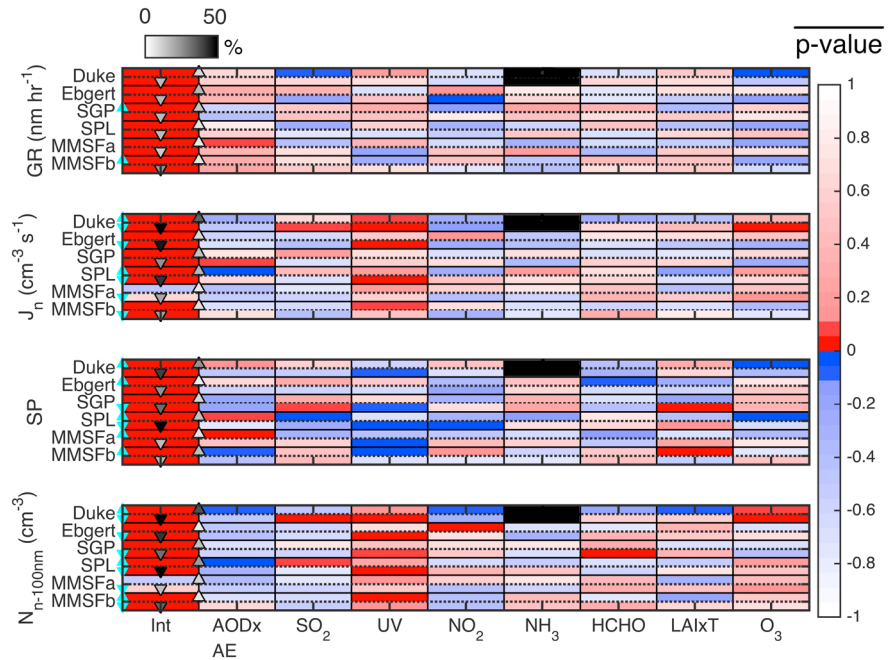 0 50
%
p-value
GR (nm hr⁻¹)
Duke
Ebgert
SGP
SPL
MMSFa
MMSFb
Jₙ (cm⁻³ s⁻¹)
Duke
Ebgert
SGP
SPL
MMSFa
MMSFb
SP
Duke
Ebgert
SGP
SPL
MMSFa
MMSFb
Nₙ₋₁₀₀ₙₘ (cm⁻³)
Duke
Ebgert
SGP
SPL
MMSFa
MMSFb
Int AODx SO₂ UV NO₂ NH₃ HCHO LAIxT O₃
AE
1
0.8
0.6
0.4
0.2
0
-0.2
-0.4
-0.6
-0.8
-1